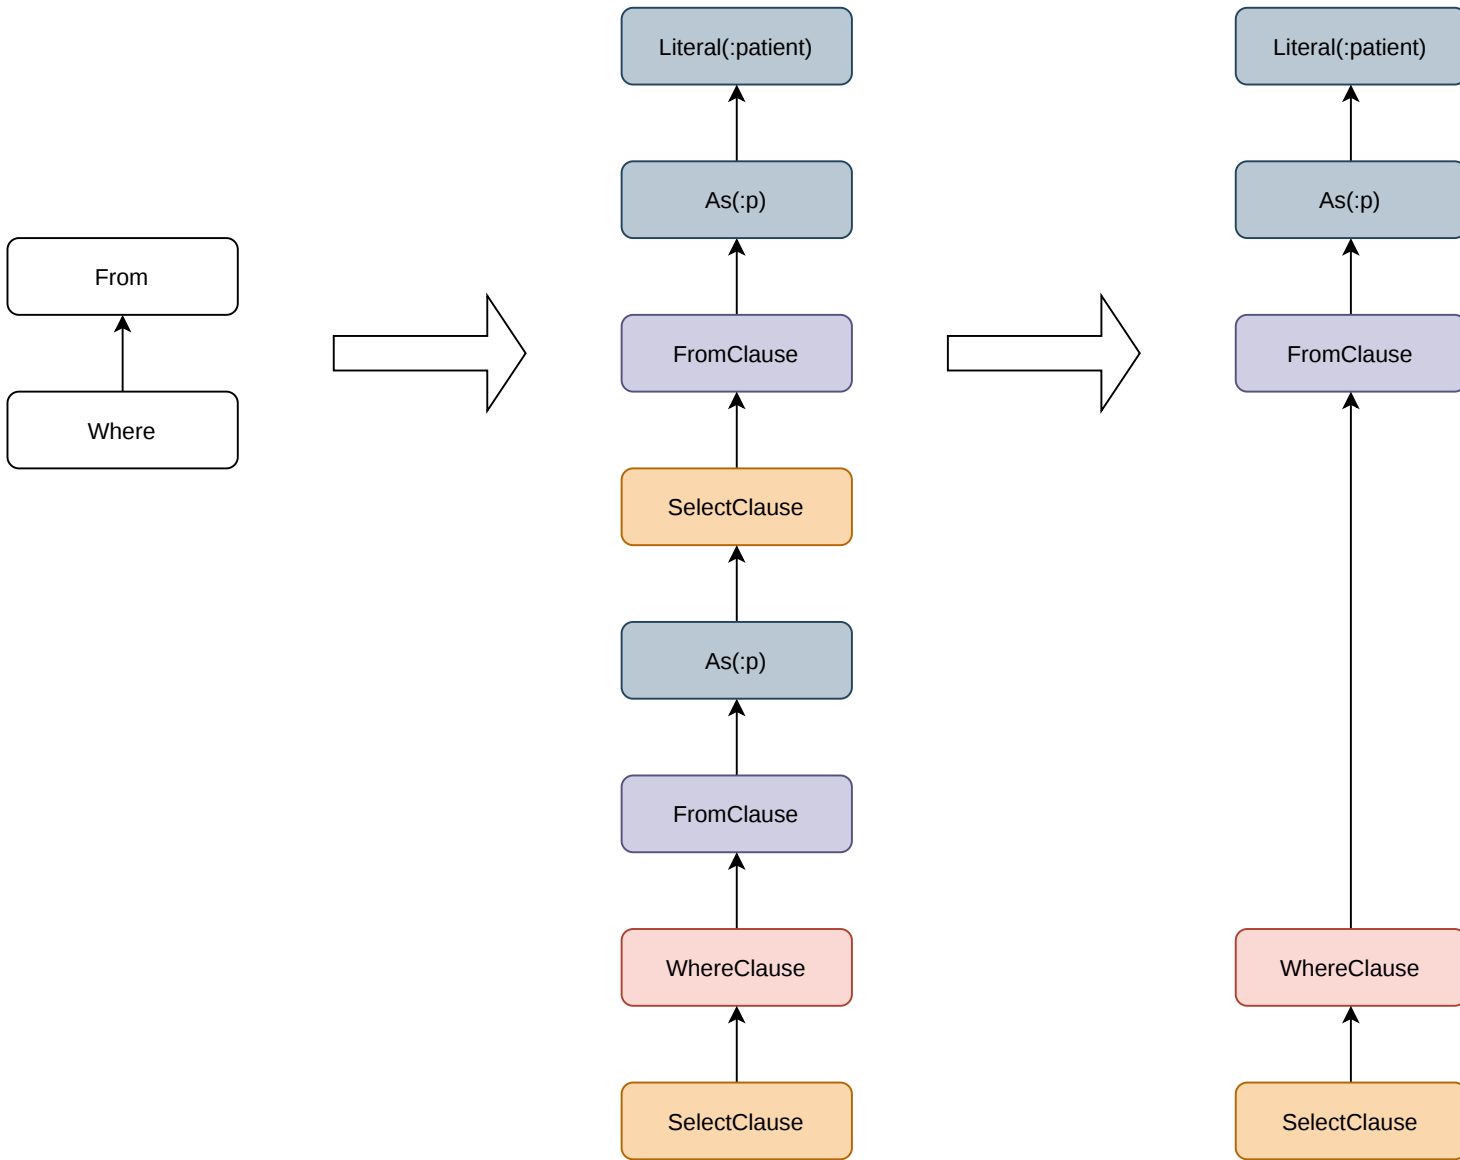 From
Where
Literal(:patient)
As(:p)
FromClause
SelectClause
As(:p)
FromClause
WhereClause
SelectClause
Literal(:patient)
As(:p)
FromClause
WhereClause
SelectClause